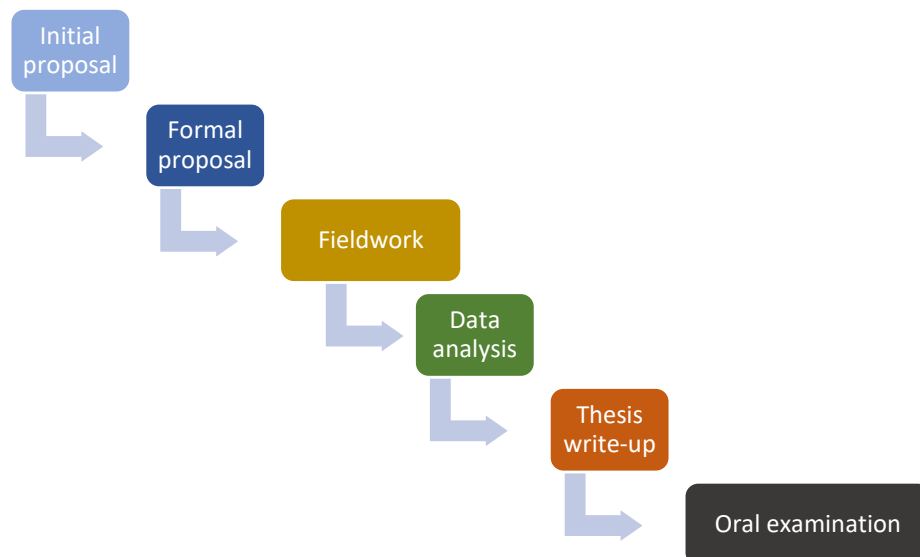 Initial
proposal
Formal
proposal
Fieldwork
Data
analysis
Thesis
write-up
Oral examination